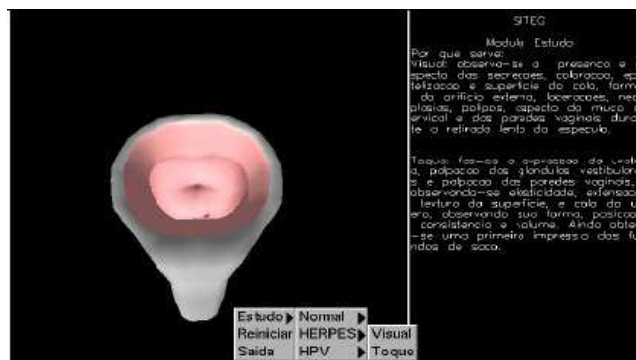 SITEG
Modulo Estudo
Por que serve:
Visual: observa-se a presenca e
specto das secrecoes, coloracao, ep
telizacao e superficie do colo, form
do orificio externo, laceracoes, neo
plasias, polipos, aspecto do muco
ervical e das paredes vaginais dura
te a retirada lenta do especulo.
Toque: faz-se a expressao da uret
a, palpacao das glandulas vestibular
s e palpacao das paredes vaginais,
observando-se elasticidade, extensao
textura da superficie, e colo do u
ero, observando sua forma, posicao
consistencia e volume. Ainda obte
-se uma primeira impressao dos fu
ndos de saco.
Estudo Normal
Reiniciar HERPES Visual
Saida HPV Toque